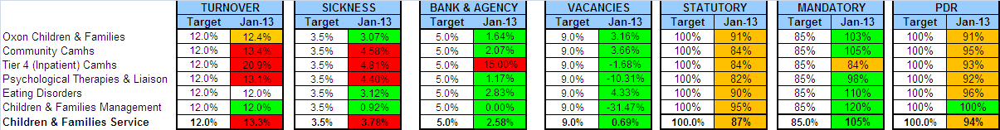 TURNOVER SICKNESS BANK & AGENCY VACANCIES STATUTORY MANDATORY PDR
Target Jan-13 Target Jan-13 Target Jan-13 Target Jan-13 Target Jan-13 Target Jan-13 Target Jan-13
Oxon Children & Families 12.0% 12.4% 3.5% 3.07% 5.0% 1.64% 9.0% 3.16% 100% 91% 85% 103% 100% 91%
Community Camhs 12.0% 13.4% 3.5% 4.58% 5.0% 2.07% 9.0% 3.66% 100% 84% 85% 105% 100% 95%
Tier 4 (Inpatient) Camhs 12.0% 20.9% 3.5% 4.81% 5.0% 15.00% 9.0% -1.68% 100% 84% 85% 84% 100% 93%
Psychological Therapies & Liaison 12.0% 13.1% 3.5% 4.40% 5.0% 1.17% 9.0% -10.31% 100% 82% 85% 98% 100% 92%
Eating Disorders 12.0% 12.0% 3.5% 3.12% 5.0% 2.83% 9.0% 4.33% 100% 90% 85% 110% 100% 96%
Children & Families Management 12.0% 12.0% 3.5% 0.92% 5.0% 0.00% 9.0% -31.47% 100% 95% 85% 120% 100% 100%
Children & Families Service 12.0% 13.3% 3.5% 3.78% 5.0% 2.58% 9.0% 0.69% 100.0% 87% 85.0% 105% 100.0% 94%